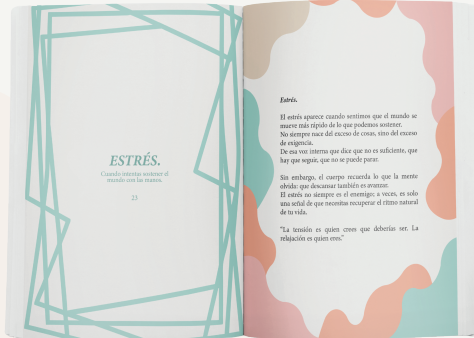 ESTRÉS.
Cuando intentas sostener el
mundo con las manos.
23
Estrés.
El estrés aparece cuando sentimos que el mundo se
mueve más rápido de lo que podemos sostener.
No siempre nace del exceso de cosas, sino del exceso
de exigencia.
De esa voz interna que dice que no es suficiente, que
hay que seguir, que no se puede parar.
Sin embargo, el cuerpo recuerda lo que la mente
olvida: que descansar también es avanzar.
El estrés no siempre es el enemigo; a veces, es solo
una señal de que necesitas recuperar el ritmo natural
de tu vida.
"La tensión es quien crees que deberías ser. La
relajación es quien eres."